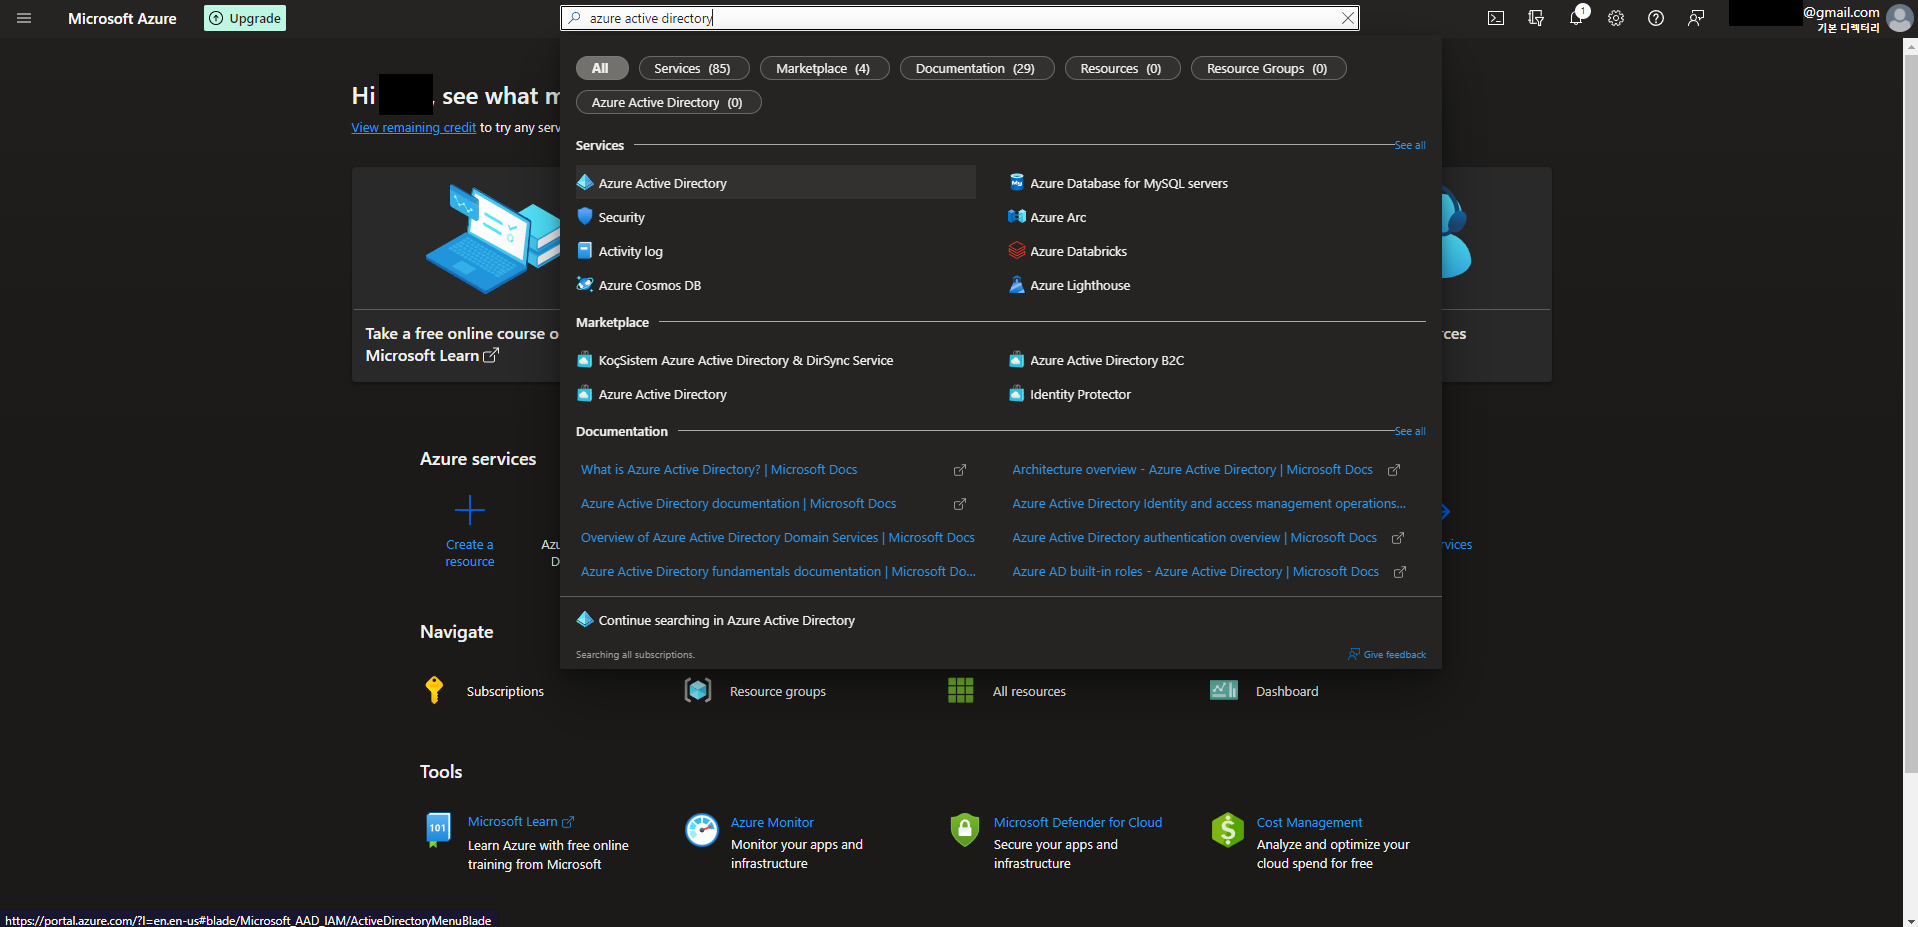 Microsoft Azure
Upgrade
azure active directory
1
@gmail.com
기본 디렉터리
All
Services (85)
Marketplace (4)
Documentation (29)
Resources (0)
Resource Groups (0)
Azure Active Directory (0)
Hi , see what m
View remaining credit to try any serv
Services
See all
Azure Active Directory
Azure Database for MySQL servers
Security
Azure Arc
Activity log
Azure Databricks
Azure Cosmos DB
Azure Lighthouse
Marketplace
KoçSistem Azure Active Directory & DirSync Service
Azure Active Directory B2C
Azure Active Directory
Identity Protector
Documentation
See all
What is Azure Active Directory? | Microsoft Docs
Architecture overview - Azure Active Directory | Microsoft Docs
Azure Active Directory documentation | Microsoft Docs
Azure Active Directory Identity and access management operations...
Overview of Azure Active Directory Domain Services | Microsoft Docs
Azure Active Directory authentication overview | Microsoft Docs
Azure Active Directory fundamentals documentation | Microsoft Do...
Azure AD built-in roles - Azure Active Directory | Microsoft Docs
Continue searching in Azure Active Directory
Searching all subscriptions.
Give feedback
Take a free online course o
Microsoft Learn
rces
Azure services
Create a
resource
Azu
D
rvices
Navigate
Subscriptions
Resource groups
All resources
Dashboard
Tools
101
Microsoft Learn
Learn Azure with free online
training from Microsoft
Azure Monitor
Monitor your apps and
infrastructure
Microsoft Defender for Cloud
Secure your apps and
infrastructure
Cost Management
Analyze and optimize your
cloud spend for free
https://portal.azure.com/?l=en.en-us#blade/Microsoft_AAD_IAM/ActiveDirectoryMenuBlade